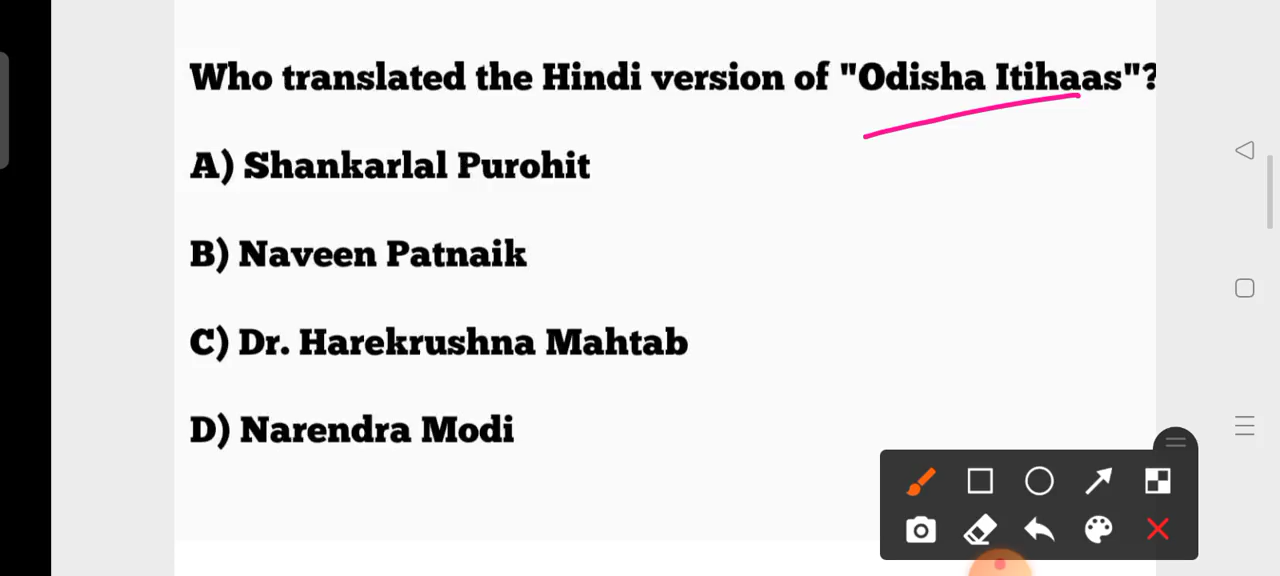 Who translated the Hindi version of "Odisha Itihaas"?
A) Shankarlal Purohit
B) Naveen Patnaik
C) Dr. Harekrushna Mahtab
D) Narendra Modi